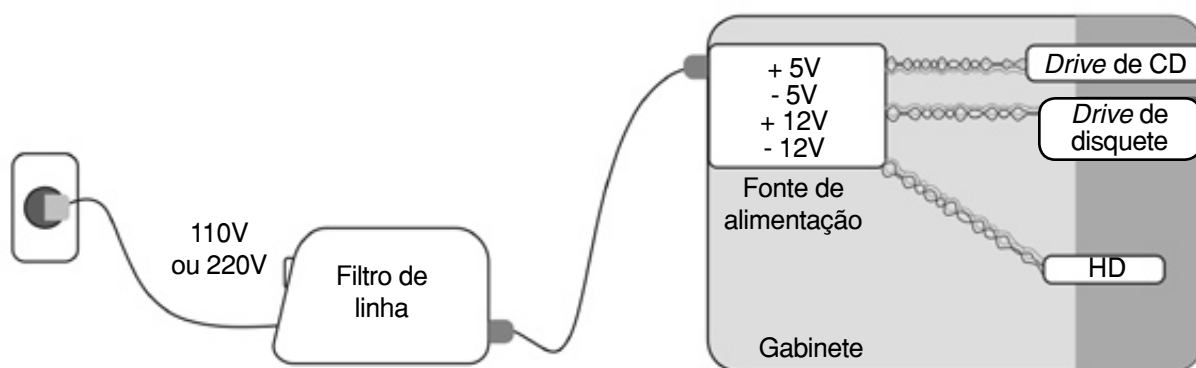 110V
ou 220V
Filtro de
linha
+ 5V
- 5V
+ 12V
- 12V
Fonte de
alimentação
Drive de CD
Drive de
disquete
HD
Gabinete